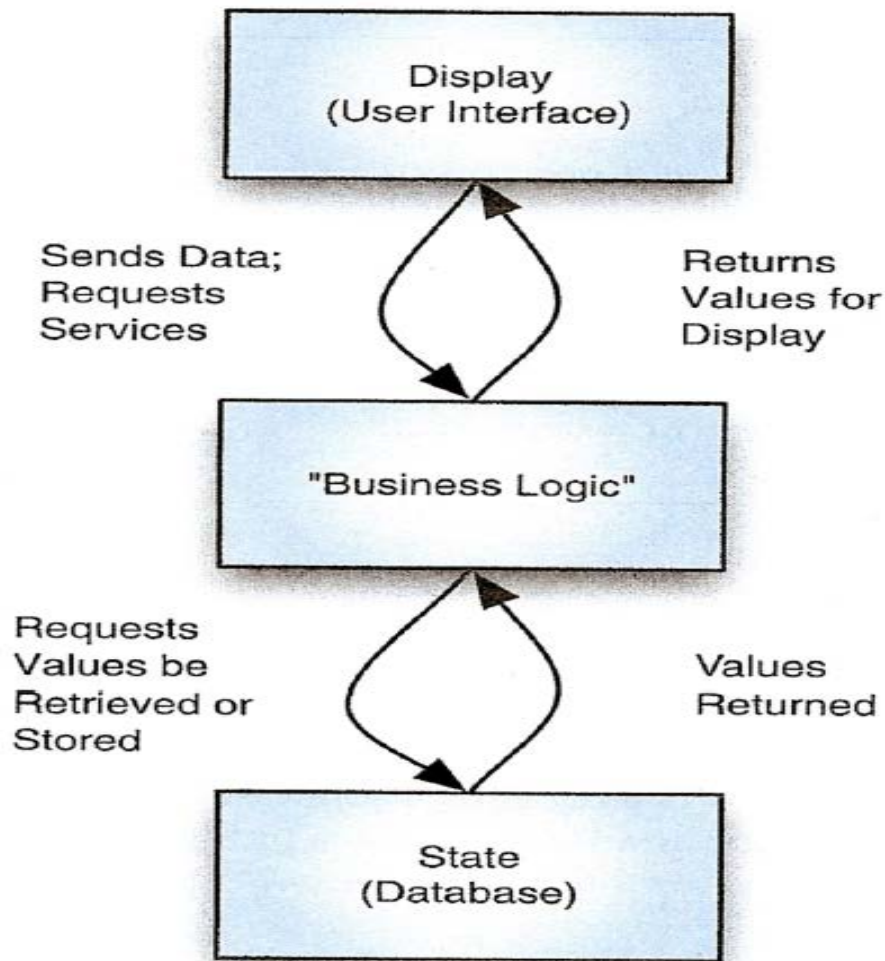 Display
(User Interface)
Sends Data;
Requests
Services
Returns
Values for
Display
"Business Logic"
Requests
Values be
Retrieved or
Stored
Values
Returned
State
(Database)